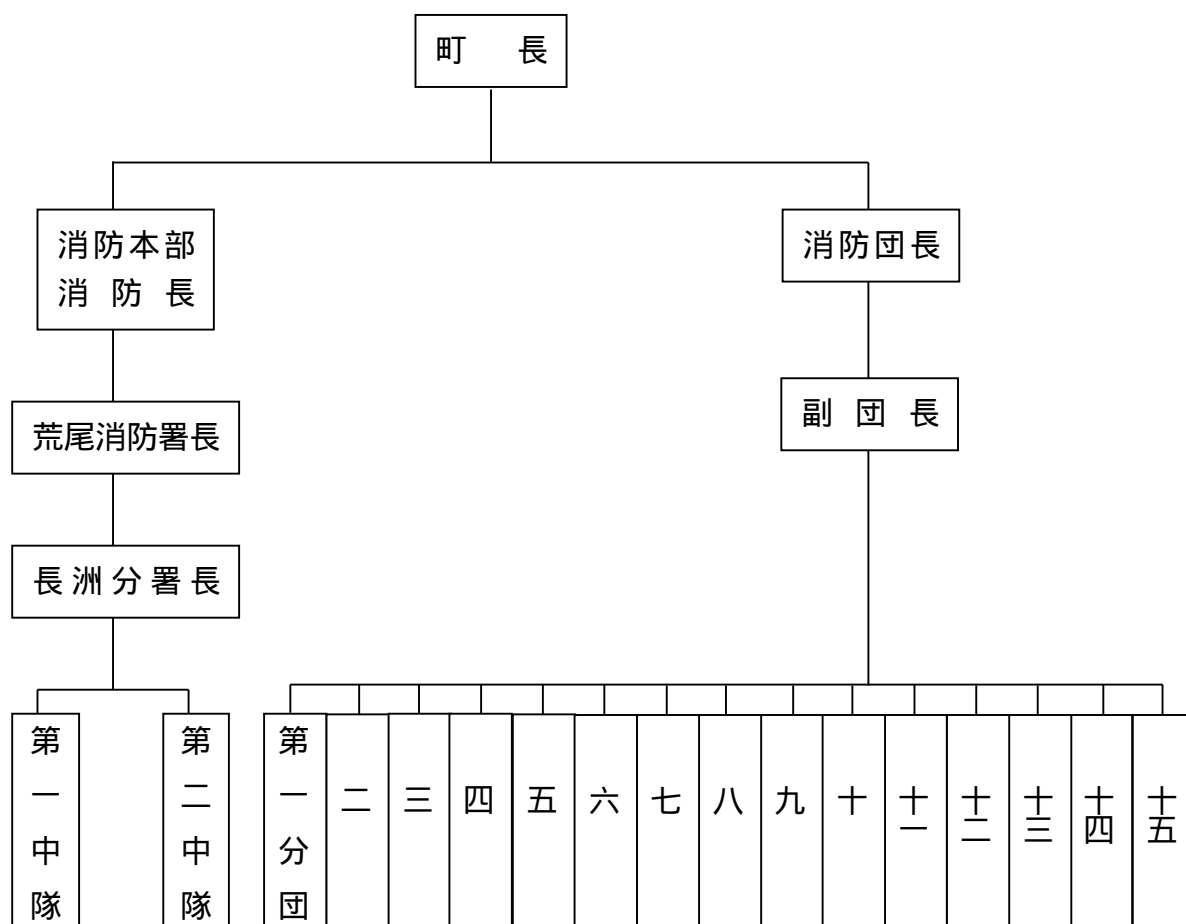 町長
消防本部
消防長
消防団長
荒尾消防署長
副団長
長洲分署長
第一中隊
第二中隊
第一分団
二
三
四
五
六
七
八
九
十
十一
十二
十三
十四
十五